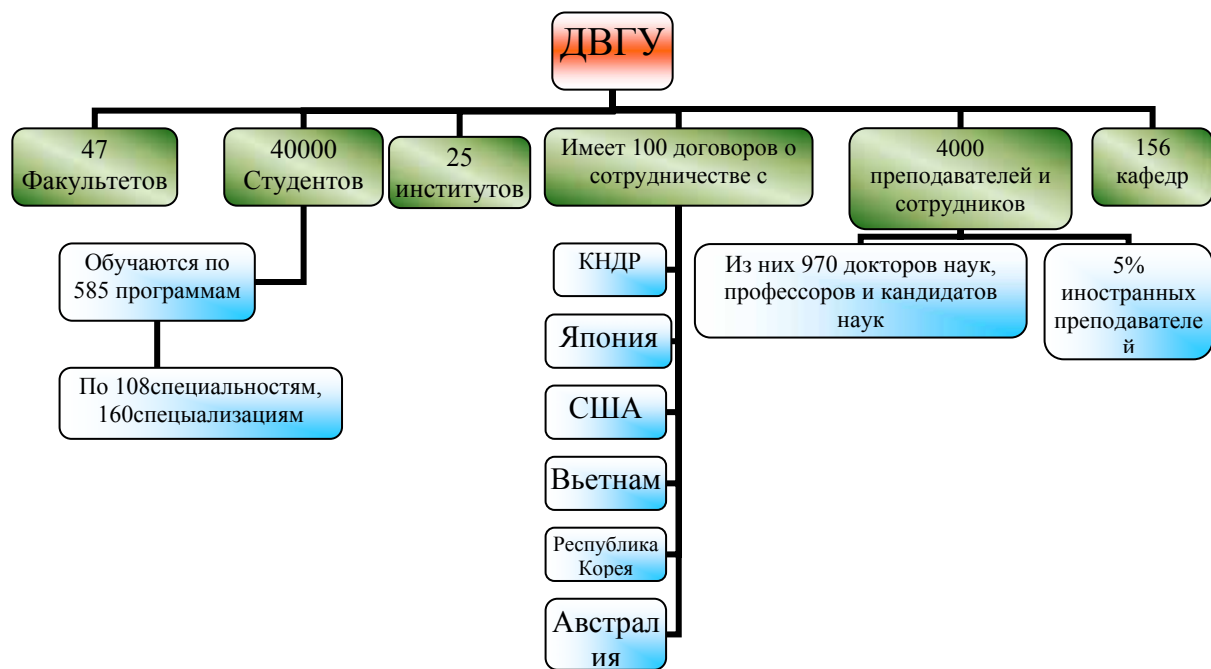 ДВГУ
47
Факультетов
40000
Студентов
25
институтов
Имеет 100 договоров о
сотрудничестве с
4000
преподавателей и
сотрудников
156
кафедр
Обучаются по
585 программам
По 108специальностям,
160спецыализациям
КНДР
Япония
США
Вьетнам
Республика
Корея
Австрал
ия
Из них 970 докторов наук,
профессоров и кандидатов
наук
5%
иностранных
преподавателе
й